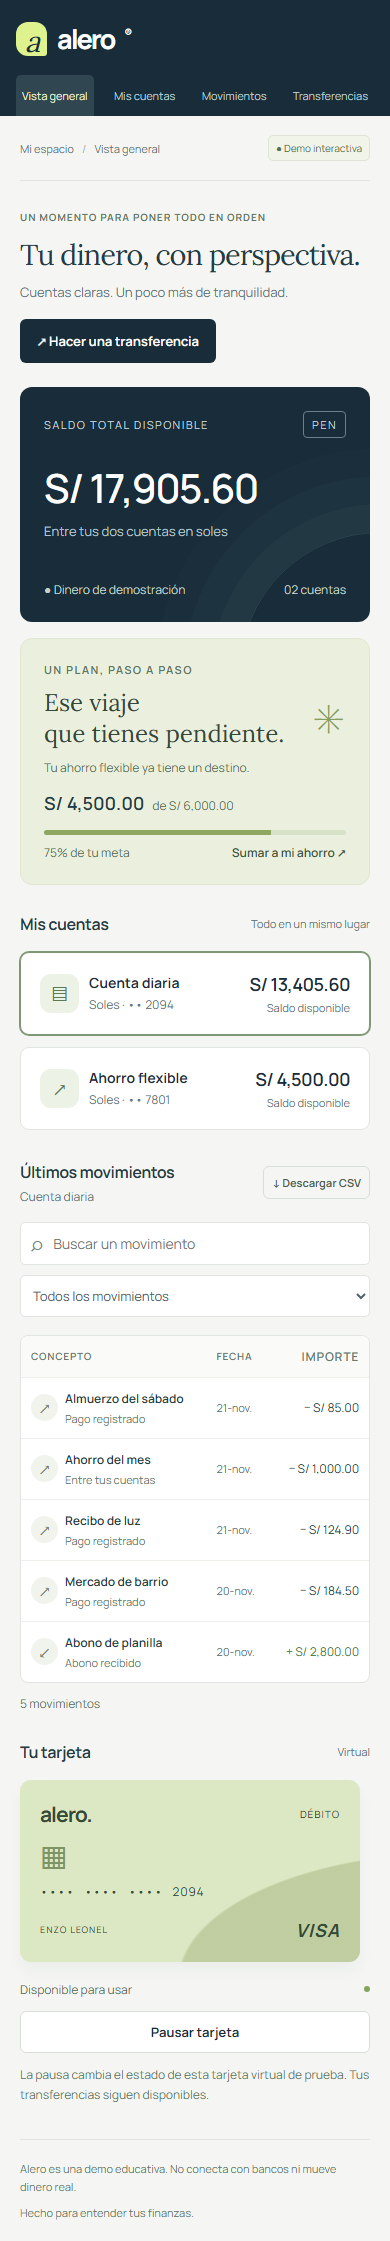 a alero ®
Vista general Mis cuentas Movimientos Transferencias
Mi espacio / Vista general ● Demo interactiva
UN MOMENTO PARA PONER TODO EN ORDEN
Tu dinero, con perspectiva.
Cuentas claras. Un poco más de tranquilidad.
↗ Hacer una transferencia
SALDO TOTAL DISPONIBLE PEN
S/ 17,905.60
Entre tus dos cuentas en soles
● Dinero de demostración 02 cuentas
UN PLAN, PASO A PASO
Ese viaje
que tienes pendiente.
Tu ahorro flexible ya tiene un destino.
S/ 4,500.00 de S/ 6,000.00
75% de tu meta Sumar a mi ahorro ↗
Mis cuentas Todo en un mismo lugar
Cuenta diaria S/ 13,405.60
Soles · •• 2094 Saldo disponible
Ahorro flexible S/ 4,500.00
Soles · •• 7801 Saldo disponible
Últimos movimientos
Cuenta diaria
↓ Descargar CSV
Buscar un movimiento
Todos los movimientos
CONCEPTO FECHA IMPORTE
Almuerzo del sábado 21-nov. − S/ 85.00
Pago registrado
Ahorro del mes 21-nov. − S/ 1,000.00
Entre tus cuentas
Recibo de luz 21-nov. − S/ 124.90
Pago registrado
Mercado de barrio 20-nov. − S/ 184.50
Pago registrado
Abono de planilla 20-nov. + S/ 2,800.00
Abono recibido
5 movimientos
Tu tarjeta Virtual
alero. DÉBITO
•••• •••• •••• 2094
ENZO LEONEL VISA
Disponible para usar
Pausar tarjeta
La pausa cambia el estado de esta tarjeta virtual de prueba. Tus
transferencias siguen disponibles.
Alero es una demo educativa. No conecta con bancos ni mueve
dinero real.
Hecho para entender tus finanzas.